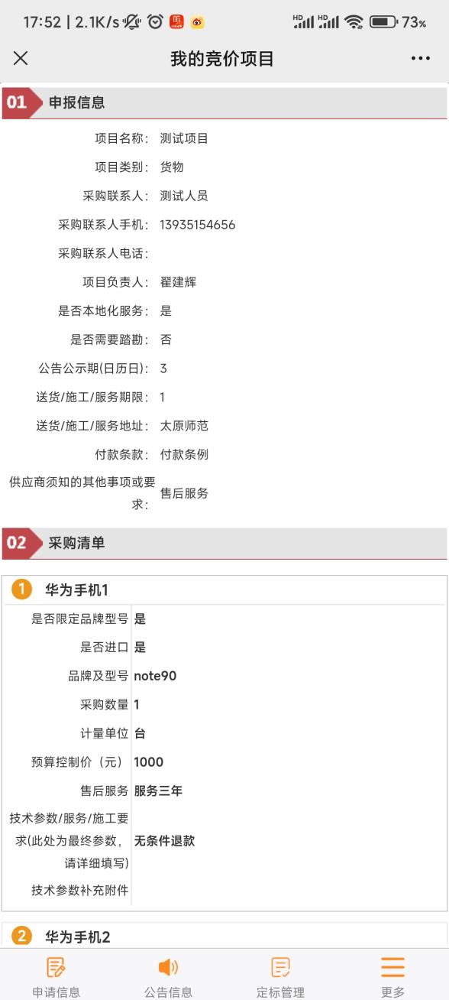 17:52 | 2.1K/s HD HD 73%
我的竞价项目
01 申报信息
项目名称： 测试项目
项目类别： 货物
采购联系人： 测试人员
采购联系人手机： 13935154656
采购联系人电话：
项目负责人： 翟建辉
是否本地化服务： 是
是否需要踏勘： 否
公告公示期(日历日)： 3
送货/施工/服务期限： 1
送货/施工/服务地址： 太原师范
付款条款： 付款条例
供应商须知的其他事项或要
求： 售后服务
02 采购清单
1 华为手机1
是否限定品牌型号 是
是否进口 是
品牌及型号 note90
采购数量 1
计量单位 台
预算控制价（元） 1000
售后服务 服务三年
技术参数/服务/施工要
求(此处为最终参数， 无条件退款
请详细填写)
技术参数补充附件
2 华为手机2
申请信息 公告信息 定标管理 更多